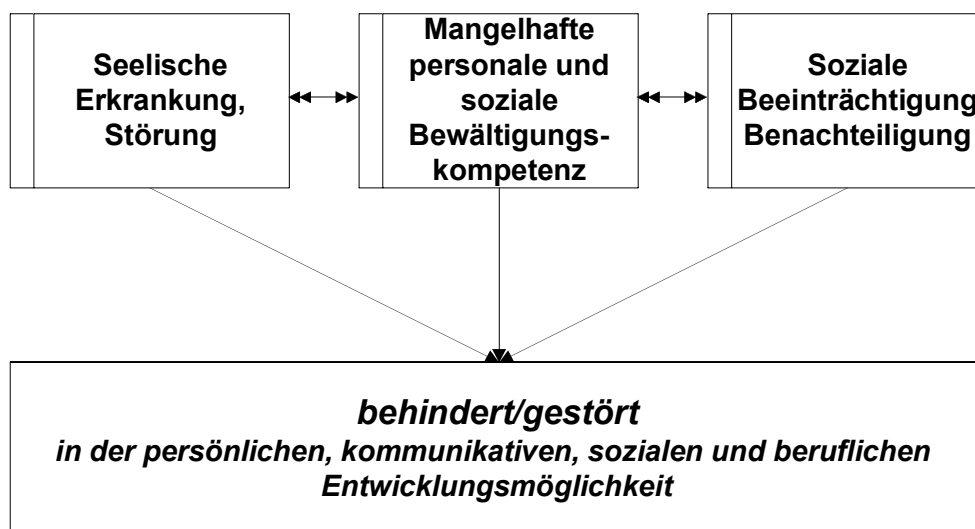 Seelische
Erkrankung,
Störung
Mangelhafte
personale und
soziale
Bewältigungs-
kompetenz
Soziale
Beeinträchtigung
Benachteiligung
behindert/gestört
in der persönlichen, kommunikativen, sozialen und beruflichen
Entwicklungsmöglichkeit